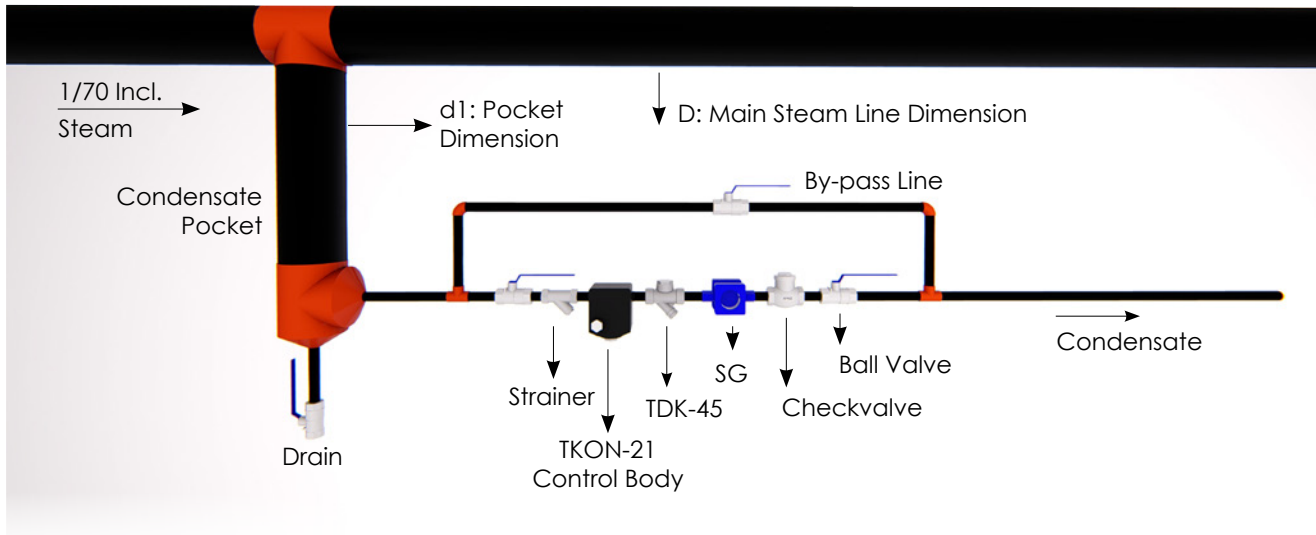 1/70 Incl.
Steam
d1: Pocket
Dimension
D: Main Steam Line Dimension
Condensate
Pocket
By-pass Line
Condensate
Ball Valve
SG
Checkvalve
Strainer
TDK-45
TKON-21
Control Body
Drain